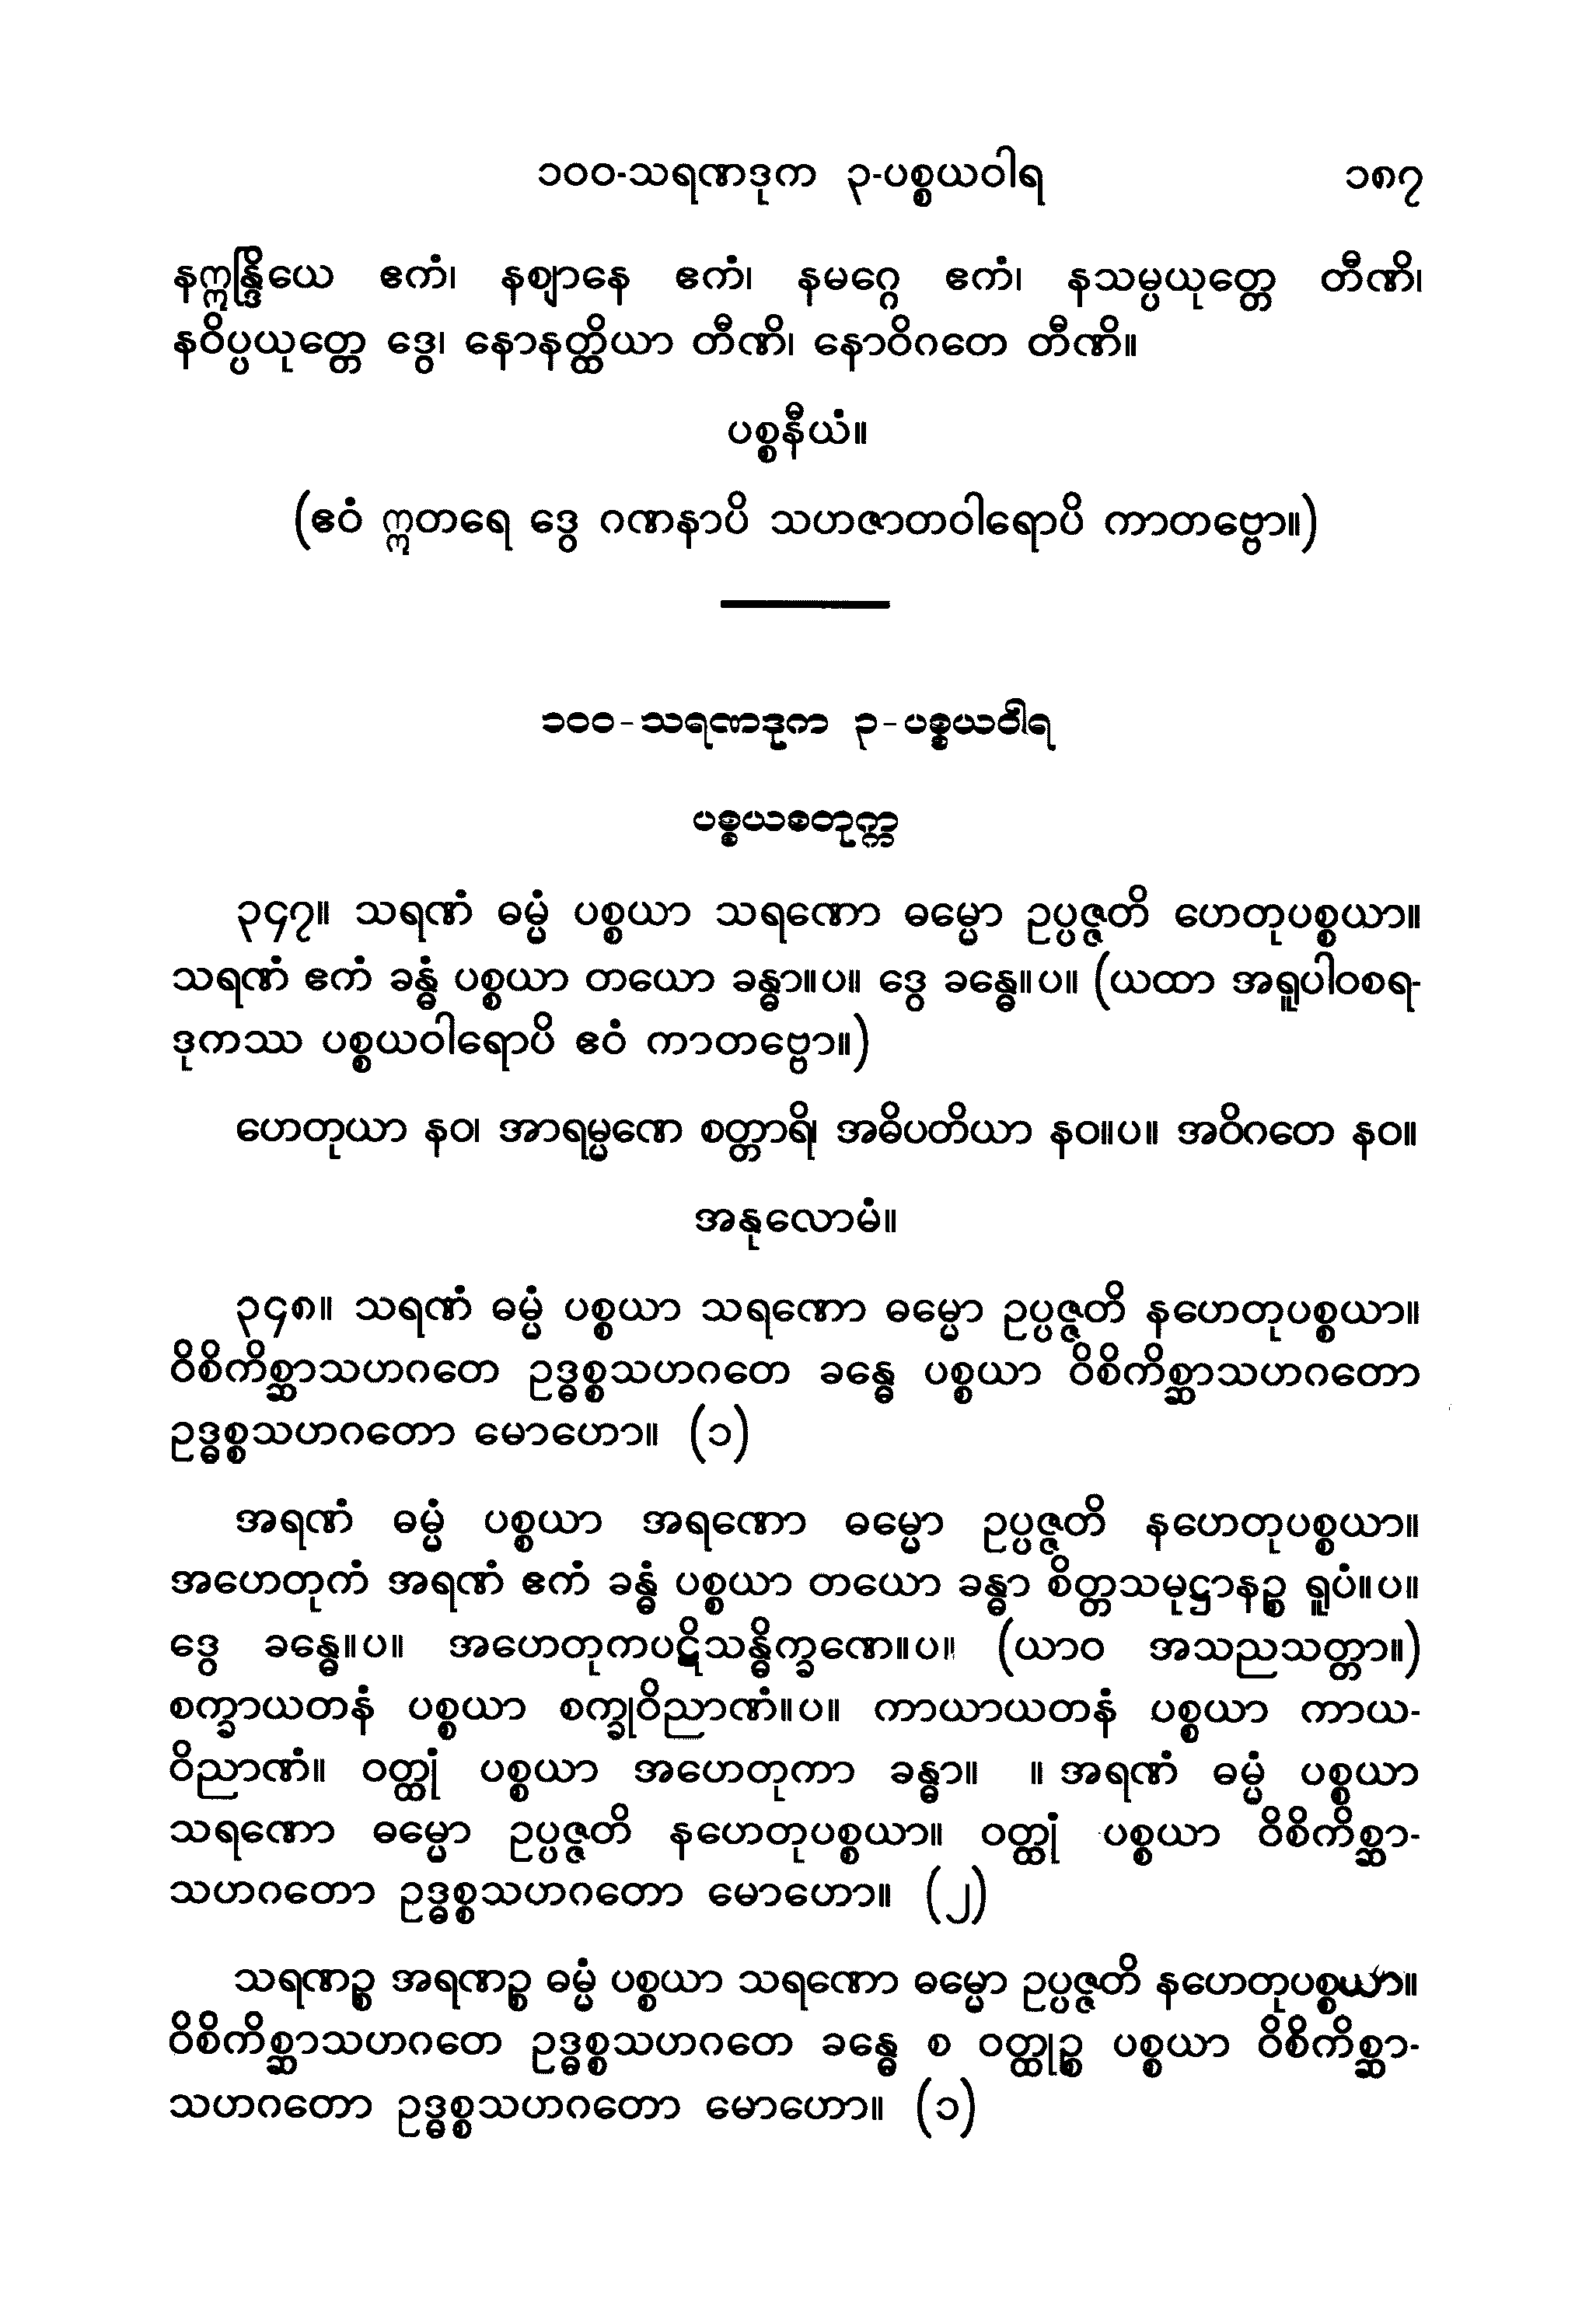 ၁၀၀-သရဏဒုက ၃-ပစ္စယဝါရ ၁၈၇
နဣန္ဒြိယေ ဧကံ၊ နဈာနေ ဧကံ၊ နမဂ္ဂေ ဧကံ၊ နသမ္ပယုတ္တေ တီဏိ၊
နဝိပ္ပယုတ္တေ ဒွေ၊ နောနတ္ထိယာ တီဏိ၊ နောဝိဂတေ တီဏိ။
ပစ္စနီယံ။
(ဧဝံ ဣတရေ ဒွေ ဂဏနာပိ သဟဇာတဝါရောပိ ကာတဗ္ဗော။)
၁၀၀-သရဏဒုက ၃-ပစ္စယဝါရ
ပစ္စယစတုက္က
၃၄၇။ သရဏံ ဓမ္မံ ပစ္စယာ သရဏော ဓမ္မော ဥပ္ပဇ္ဇတိ ဟေတုပစ္စယာ။
သရဏံ ဧကံ ခန္ဓံ ပစ္စယာ တယော ခန္ဓာ။ပ။ ဒွေ ခန္ဓေ။ပ။ (ယထာ အရူပါဝစရ-
ဒုကဿ ပစ္စယဝါရောပိ ဧဝံ ကာတဗ္ဗော။)
ဟေတုယာ နဝ၊ အာရမ္မဏေ စတ္တာရိ၊ အဓိပတိယာ နဝ။ပ။ အဝိဂတေ နဝ။
အနုလောမံ။
၃၄၈။ သရဏံ ဓမ္မံ ပစ္စယာ သရဏော ဓမ္မော ဥပ္ပဇ္ဇတိ နဟေတုပစ္စယာ။
ဝိစိကိစ္ဆာသဟဂတေ ဥဒ္ဓစ္စသဟဂတေ ခန္ဓေ ပစ္စယာ ဝိစိကိစ္ဆာသဟဂတော
ဥဒ္ဓစ္စသဟဂတော မောဟော။ (၁)
အရဏံ ဓမ္မံ ပစ္စယာ အရဏော ဓမ္မော ဥပ္ပဇ္ဇတိ နဟေတုပစ္စယာ။
အဟေတုကံ အရဏံ ဧကံ ခန္ဓံ ပစ္စယာ တယော ခန္ဓာ စိတ္တသမုဋ္ဌာနဉ္စ ရူပံ။ပ။
ဒွေ ခန္ဓေ။ပ။ အဟေတုကပဋိသန္ဓိက္ခဏေ။ပ။ (ယာဝ အသညသတ္တာ။)
စက္ခာယတနံ ပစ္စယာ စက္ခုဝိညာဏံ။ပ။ ကာယာယတနံ ပစ္စယာ ကာယ-
ဝိညာဏံ။ ဝတ္ထုံ ပစ္စယာ အဟေတုကာ ခန္ဓာ။ ။ အရဏံ ဓမ္မံ ပစ္စယာ
သရဏော ဓမ္မော ဥပ္ပဇ္ဇတိ နဟေတုပစ္စယာ။ ဝတ္ထုံ ပစ္စယာ ဝိစိကိစ္ဆာ-
သဟဂတော ဥဒ္ဓစ္စသဟဂတော မောဟော။ (၂)
သရဏဉ္စ အရဏဉ္စ ဓမ္မံ ပစ္စယာ သရဏော ဓမ္မော ဥပ္ပဇ္ဇတိ နဟေတုပစ္စယာ။
ဝိစိကိစ္ဆာသဟဂတေ ဥဒ္ဓစ္စသဟဂတေ ခန္ဓေ စ ဝတ္ထုဉ္စ ပစ္စယာ ဝိစိကိစ္ဆာ-
သဟဂတော ဥဒ္ဓစ္စသဟဂတော မောဟော။ (၁)